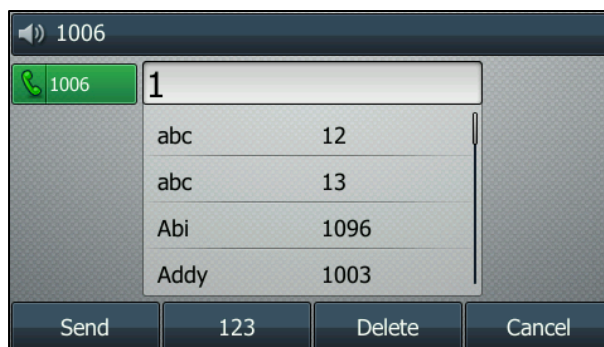 1006
1006 1
abc 12
abc 13
Abi 1096
Addy 1003
Send 123 Delete Cancel